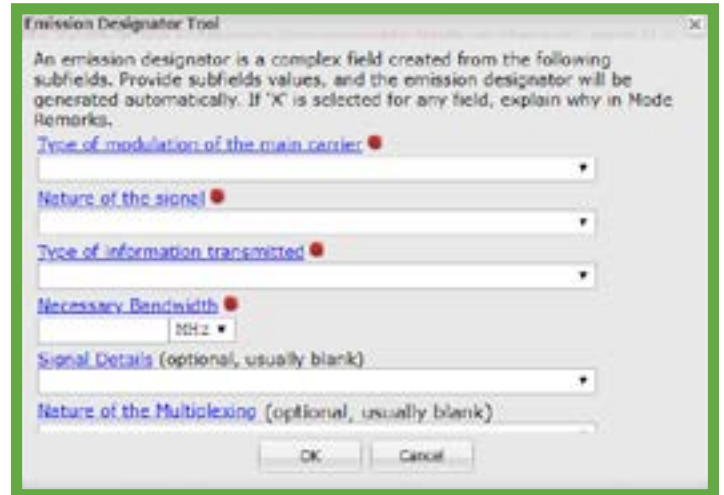 Emission Designator Tool
An emission designator is a complex field created from the following
subfields. Provide subfields values, and the emission designator will be
generated automatically. If 'X' is selected for any field, explain why in Mode
Remarks.
Type of modulation of the main carrier
Nature of the signal
Type of information transmitted
Necessary Bandwidth
MHz
Signal Details (optional, usually blank)
Nature of the Multiplexing (optional, usually blank)
OK Cancel